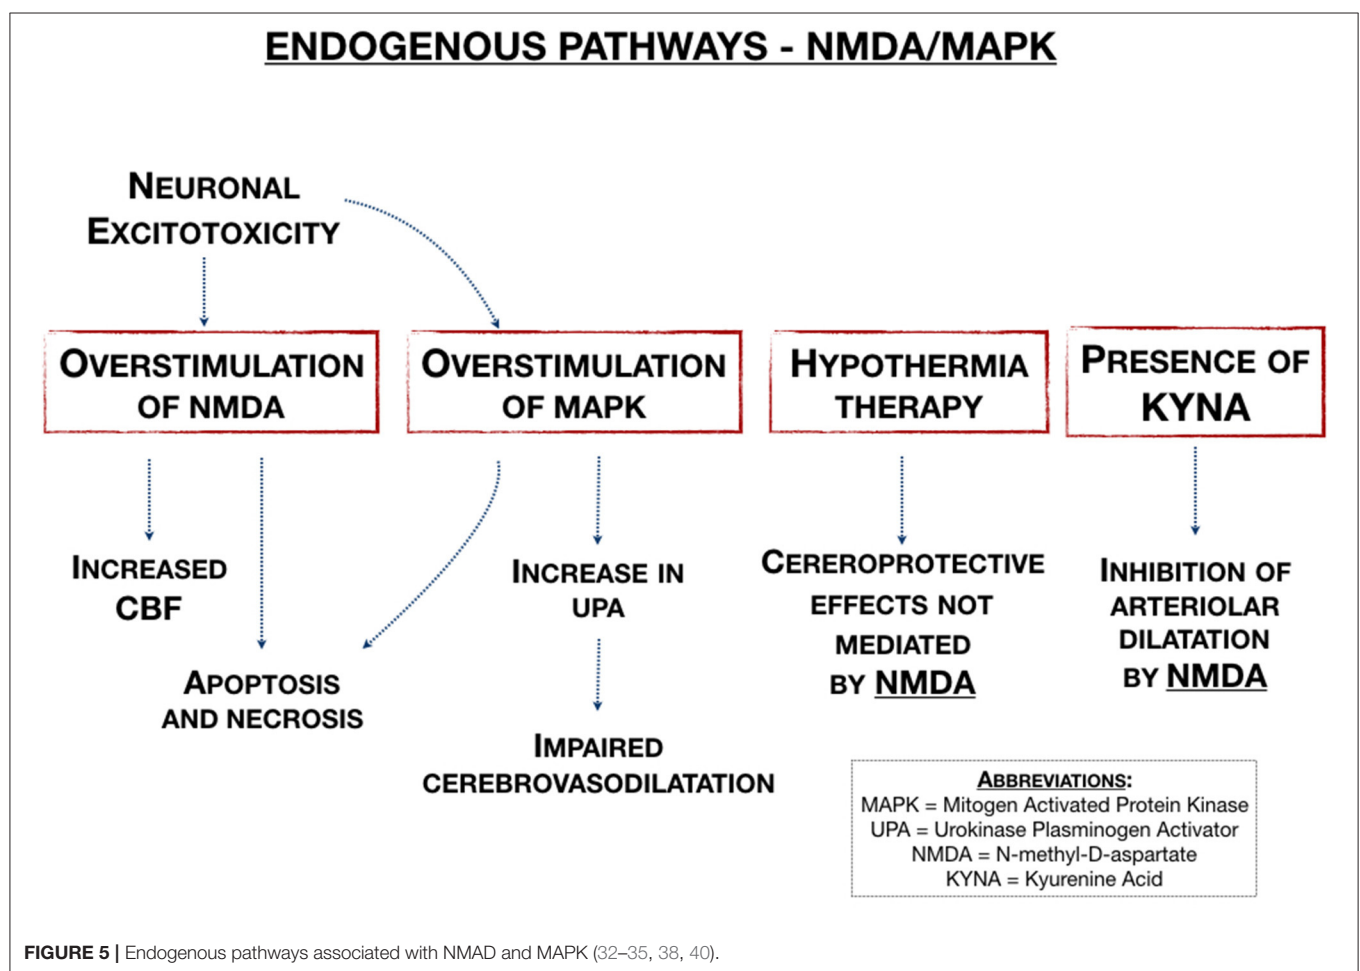 ENDOGENOUS PATHWAYS - NMDA/MAPK
NEURONAL
EXCITOTOXICITY
OVERSTIMULATION
OF NMDA
OVERSTIMULATION
OF MAPK
HYPOTHERMIA
THERAPY
PRESENCE OF
KYNA
INCREASED
CBF
APOPTOSIS
AND NECROSIS
INCREASE IN
UPA
IMPAIRED
CEREBROVASODILATATION
CEREROPROTECTIVE
EFFECTS NOT
MEDIATED
BY NMDA
INHIBITION OF
ARTERIOLAR
DILATATION
BY NMDA
ABBREVIATIONS:
MAPK = Mitogen Activated Protein Kinase
UPA = Urokinase Plasminogen Activator
NMDA = N-methyl-D-aspartate
KYNA = Kyurenine Acid
FIGURE 5 | Endogenous pathways associated with NMAD and MAPK (32–35, 38, 40).